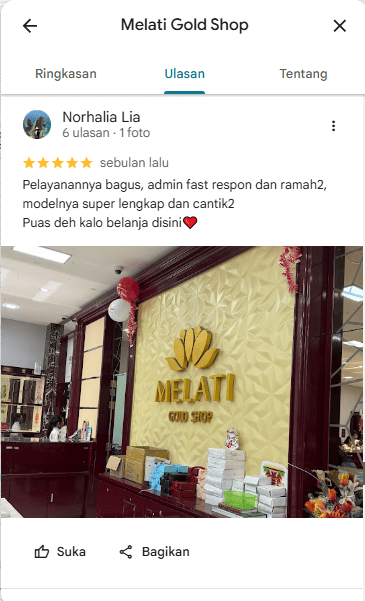 Melati Gold Shop
Ringkasan Ulasan Tentang
Norhalia Lia
6 ulasan · 1 foto
sebulan lalu
Pelayanannya bagus, admin fast respon dan ramah2,
modelnya super lengkap dan cantik2
Puas deh kalo belanja disini❤️
MELATI
GOLD SHOP
Suka Bagikan